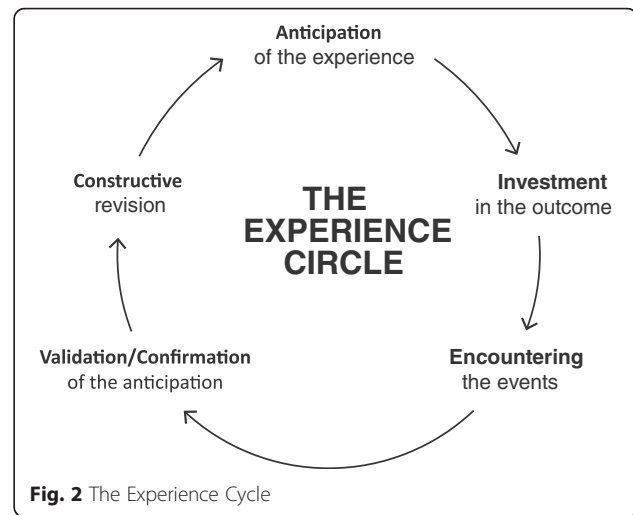 Anticipation
of the experience
Investment
in the outcome
Encountering
the events
Validation/Confirmation
of the anticipation
Constructive
revision
THE
EXPERIENCE
CIRCLE
Fig. 2 The Experience Cycle